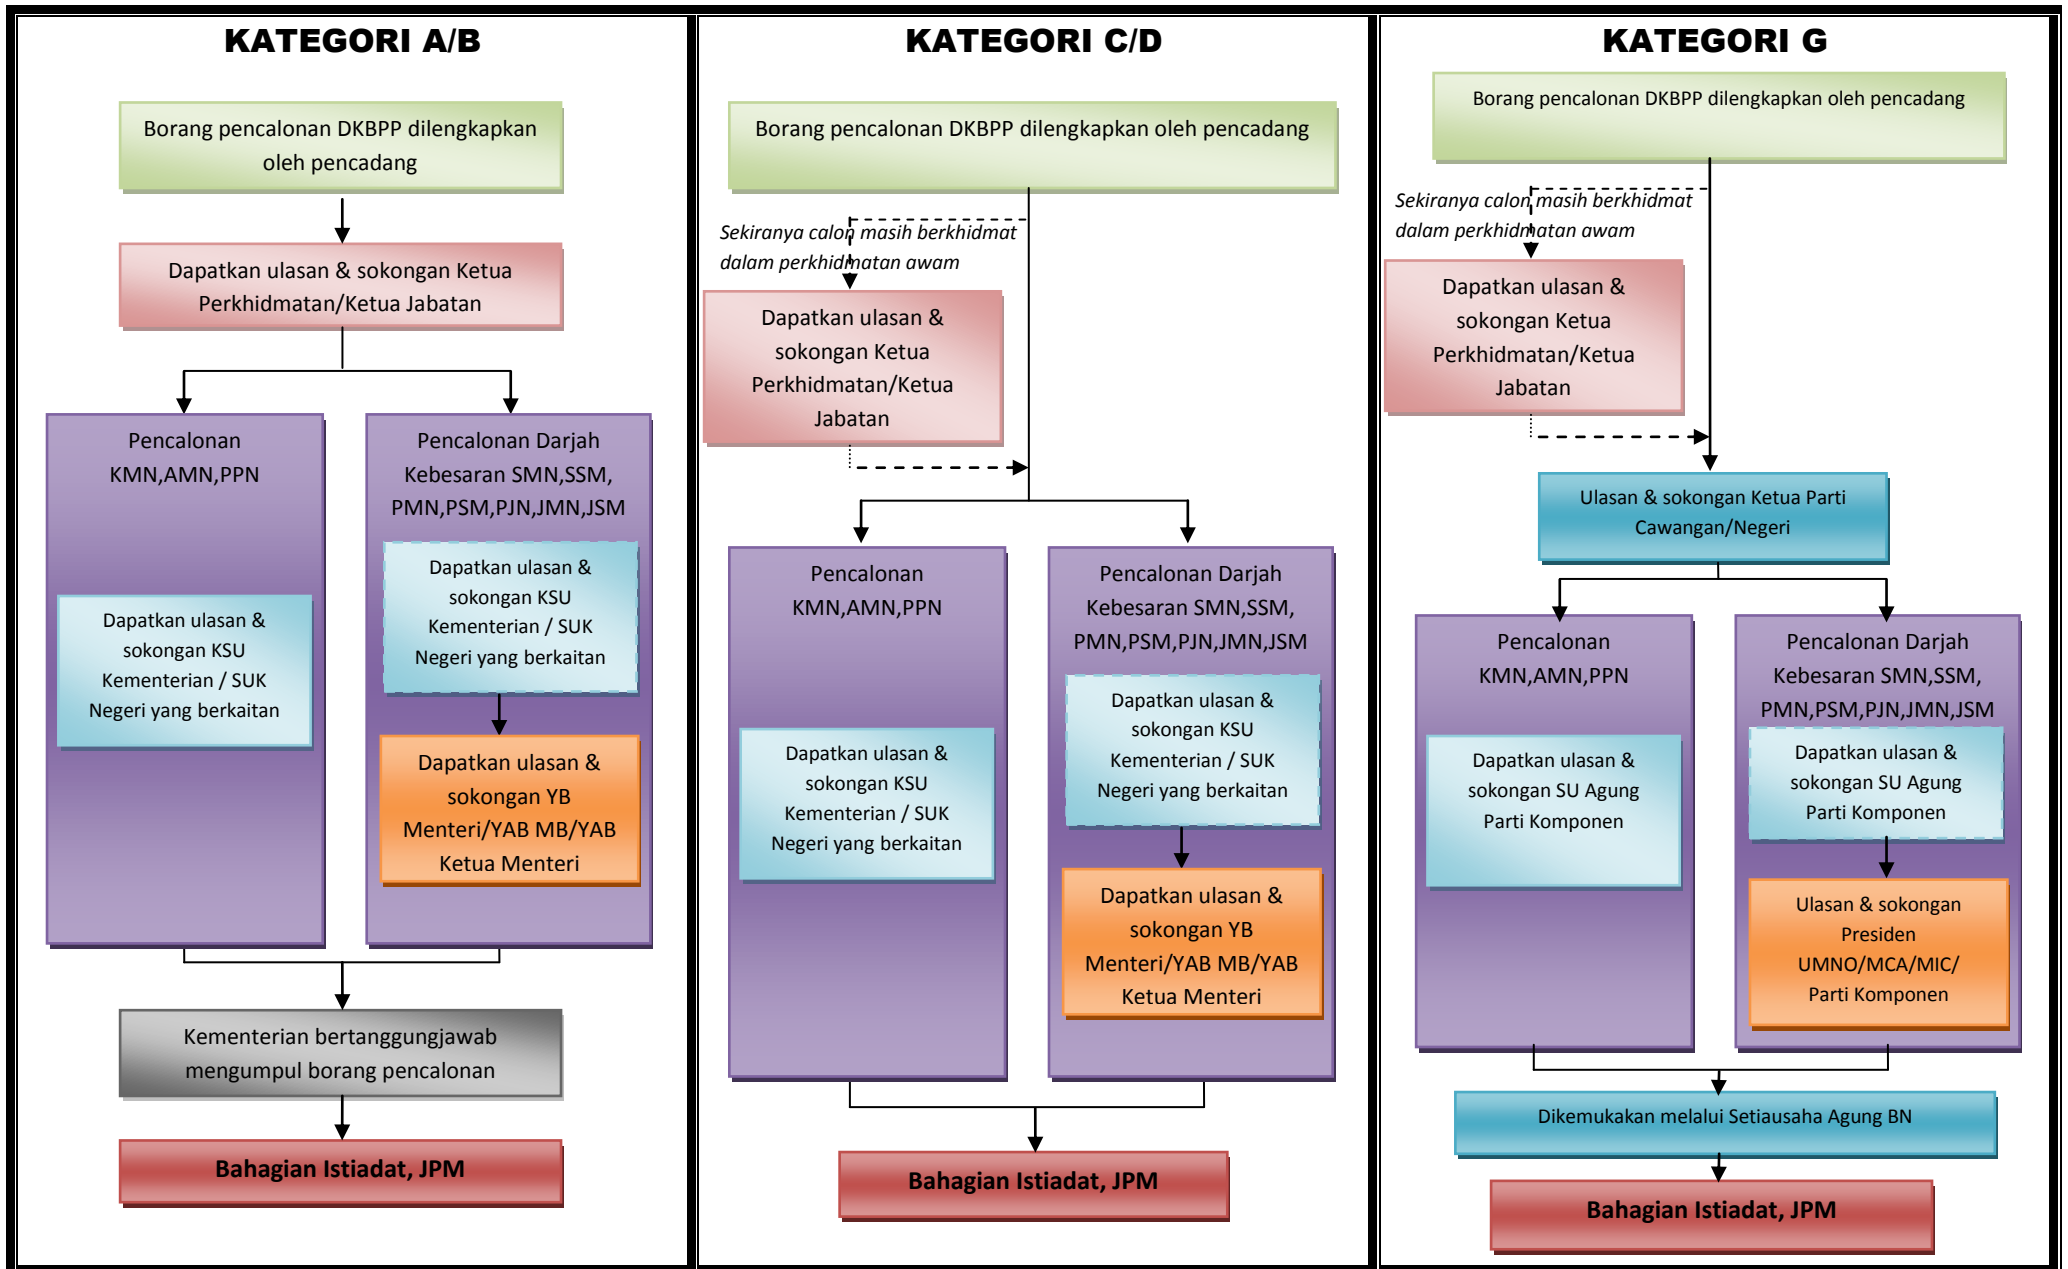 KATEGORI A/B
Borang pencalonan DKBPP dilengkapkan
oleh pencadang
Dapatkan ulasan & sokongan Ketua
Perkhidmatan/Ketua Jabatan
Pencalonan
KMN,AMN,PPN
Dapatkan ulasan &
sokongan KSU
Kementerian / SUK
Negeri yang berkaitan
Pencalonan Darjah
Kebesaran SMN,SSM,
PMN,PSM,PJN,JMN,JSM
Dapatkan ulasan &
sokongan KSU
Kementerian / SUK
Negeri yang berkaitan
Dapatkan ulasan &
sokongan YB
Menteri/YAB MB/YAB
Ketua Menteri
Kementerian bertanggungjawab
mengumpul borang pencalonan
Bahagian Istiadat, JPM
KATEGORI C/D
Borang pencalonan DKBPP dilengkapkan oleh pencadang
Sekiranya calon masih berkhidmat
dalam perkhidmatan awam
Dapatkan ulasan &
sokongan Ketua
Perkhidmatan/Ketua
Jabatan
Pencalonan
KMN,AMN,PPN
Dapatkan ulasan &
sokongan KSU
Kementerian / SUK
Negeri yang berkaitan
Pencalonan Darjah
Kebesaran SMN,SSM,
PMN,PSM,PJN,JMN,JSM
Dapatkan ulasan &
sokongan KSU
Kementerian / SUK
Negeri yang berkaitan
Dapatkan ulasan &
sokongan YB
Menteri/YAB MB/YAB
Ketua Menteri
Bahagian Istiadat, JPM
KATEGORI G
Borang pencalonan DKBPP dilengkapkan oleh pencadang
Sekiranya calon masih berkhidmat
dalam perkhidmatan awam
Dapatkan ulasan &
sokongan Ketua
Perkhidmatan/Ketua
Jabatan
Ulasan & sokongan Ketua Parti
Cawangan/Negeri
Pencalonan
KMN,AMN,PPN
Dapatkan ulasan &
sokongan SU Agung
Parti Komponen
Pencalonan Darjah
Kebesaran SMN,SSM,
PMN,PSM,PJN,JMN,JSM
Dapatkan ulasan &
sokongan SU Agung
Parti Komponen
Ulasan & sokongan
Presiden
UMNO/MCA/MIC/
Parti Komponen
Dikemukakan melalui Setiausaha Agung BN
Bahagian Istiadat, JPM